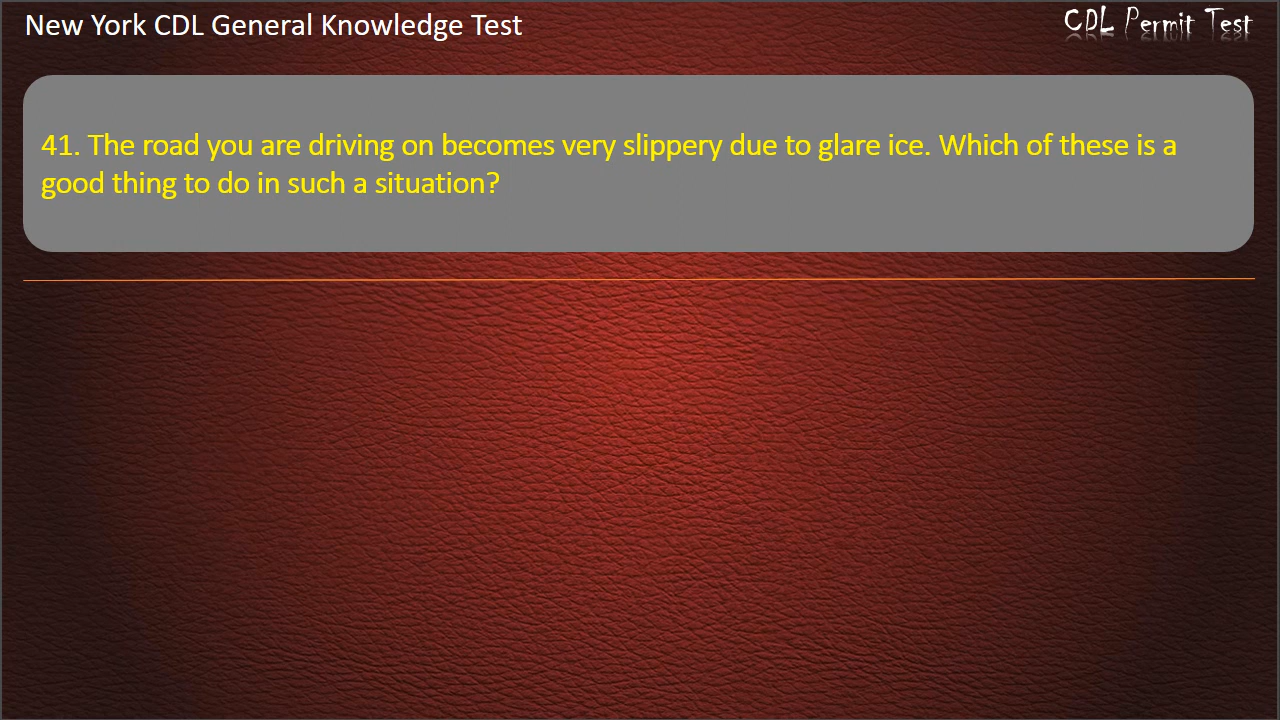 New York CDL General Knowledge Test
CDL Permit Test
41. The road you are driving on becomes very slippery due to glare ice. Which of these is a
good thing to do in such a situation?